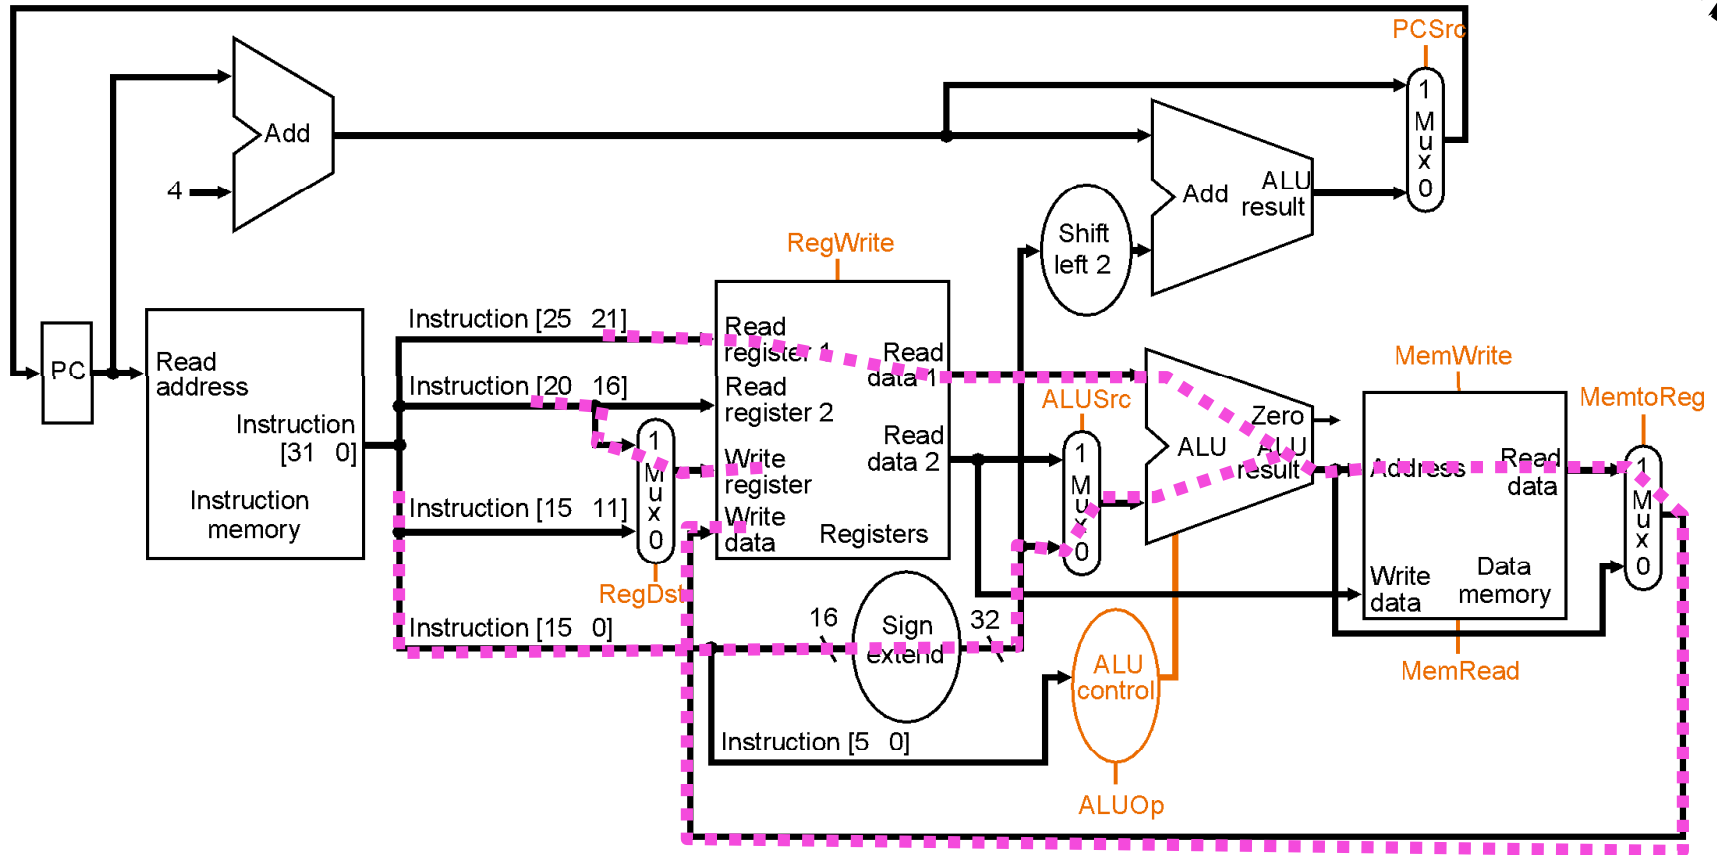 PCSrc
1
M
u
x
0
Add
4
Add
ALU
result
Shift
left 2
RegWrite
PC
Read
address
Instruction
[31 0]
Instruction
memory
Instruction [25 21]
Instruction [20 16]
Instruction [15 11]
Instruction [15 0]
1
M
u
x
0
RegDst
Read
register 1
Read
register 2
Write
register
Write
data
Read
data 1
Read
data 2
Registers
16
Sign
extend
32
Instruction [5 0]
ALUSrc
1
M
u
x
0
Zero
ALU
ALU
result
ALU
control
ALUOp
MemWrite
Address
Read
data
Write
data
Data
memory
MemRead
MemtoReg
1
M
u
x
0